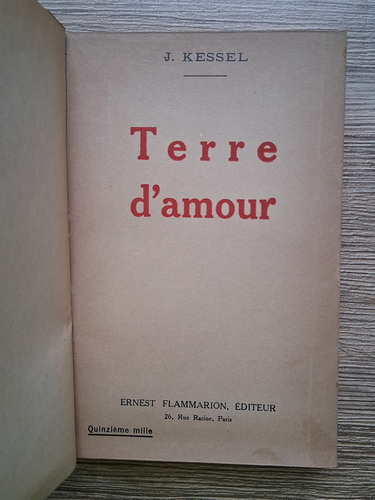 J. KESSEL
Terre
d'amour
ERNEST FLAMMARION, ÉDITEUR
26, Rue Racine, Paris
Quinzième mille